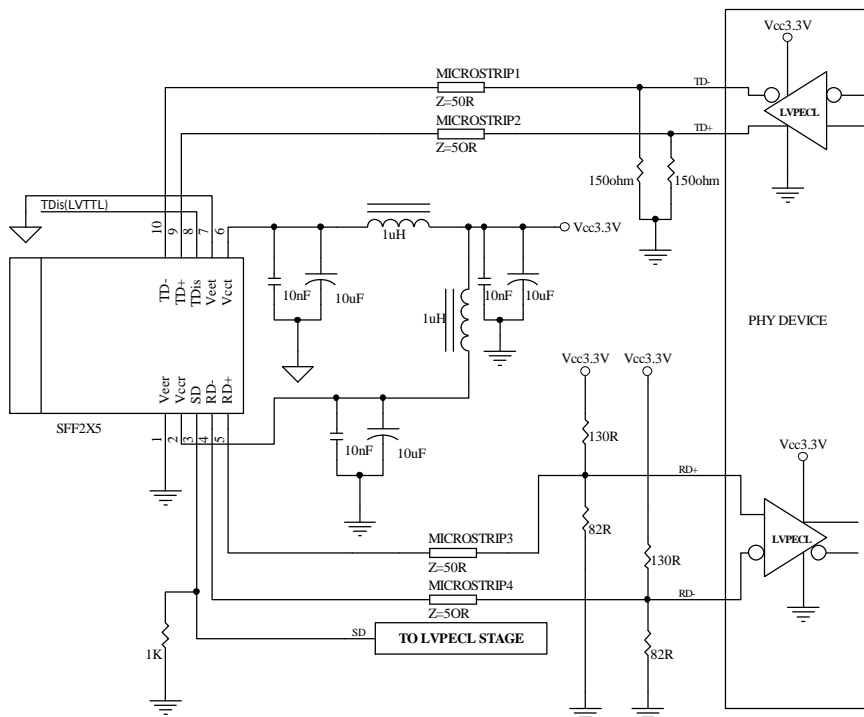 Vcc3.3V
MICROSTRIP1
TD-
Z=50R
LVPECL
MICROSTRIP2
TD+
Z=5OR
150ohm
150ohm
TDis(LVTTL)
10
9
8
7
6
1uH
Vcc3.3V
TD-
TD+
TDis
Veet
Vcct
10nF
10uF
10nF
10uF
1uH
PHY DEVICE
Vcc3.3V
Vcc3.3V
Veer
Vccr
SD
RD-
RD+
SFF2X5
1
2
3
4
5
130R
10nF
10uF
Vcc3.3V
RD+
82R
LVPECL
MICROSTRIP3
Z=50R
130R
MICROSTRIP4
Z=5OR
RD-
SD
TO LVPECL STAGE
1K
82R